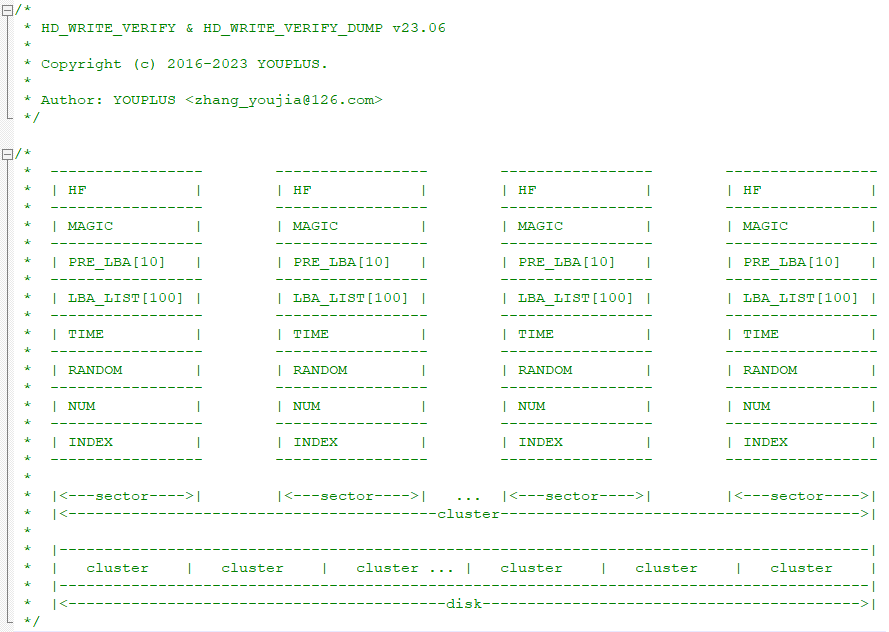 /*
 * HD_WRITE_VERIFY & HD_WRITE_VERIFY_DUMP v23.06
 *
 * Copyright (c) 2016-2023 YOUPLUS.
 *
 * Author: YOUPLUS <zhang_youjia@126.com>
 */

/*
 *  -----------------        -----------------        -----------------        -----------------
 *  | HF            |        | HF            |        | HF            |        | HF            |
 *  -----------------        -----------------        -----------------        -----------------
 *  | MAGIC         |        | MAGIC         |        | MAGIC         |        | MAGIC         |
 *  -----------------        -----------------        -----------------        -----------------
 *  | PRE_LBA[10]   |        | PRE_LBA[10]   |        | PRE_LBA[10]   |        | PRE_LBA[10]   |
 *  -----------------        -----------------        -----------------        -----------------
 *  | LBA_LIST[100] |        | LBA_LIST[100] |        | LBA_LIST[100] |        | LBA_LIST[100] |
 *  -----------------        -----------------        -----------------        -----------------
 *  | TIME          |        | TIME          |        | TIME          |        | TIME          |
 *  -----------------        -----------------        -----------------        -----------------
 *  | RANDOM        |        | RANDOM        |        | RANDOM        |        | RANDOM        |
 *  -----------------        -----------------        -----------------        -----------------
 *  | NUM           |        | NUM           |        | NUM           |        | NUM           |
 *  -----------------        -----------------        -----------------        -----------------
 *  | INDEX         |        | INDEX         |        | INDEX         |        | INDEX         |
 *  -----------------        -----------------        -----------------        -----------------
 *
 *  |<---sector---->|        |<---sector---->|   ...  |<---sector---->|        |<---sector---->|
 *  |<-----------------------------------------cluster---------------------------------------->|
 *
 *  |------------------------------------------------------------------------------------------|
 *  |   cluster    |   cluster    |   cluster ... |   cluster    |   cluster    |   cluster    |
 *  |------------------------------------------------------------------------------------------|
 *  |<------------------------------------------disk------------------------------------------>|
 */